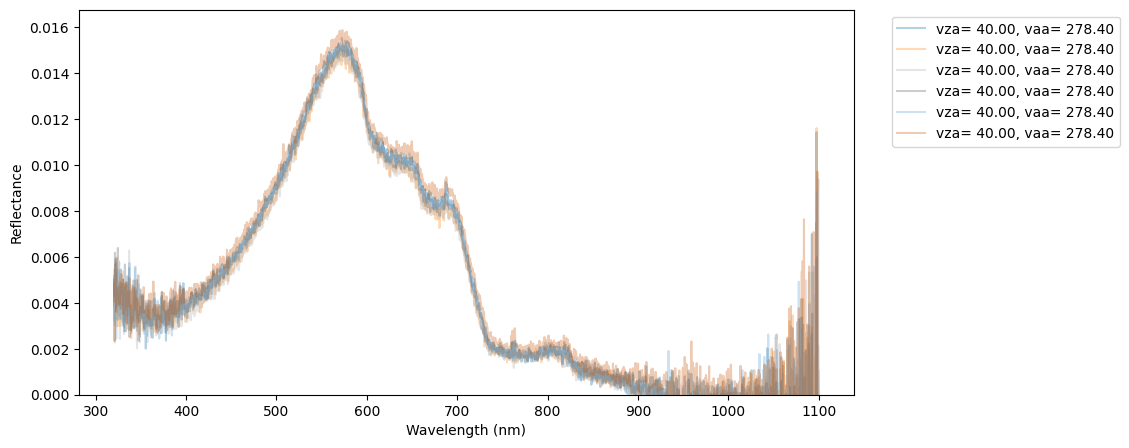 0.016
0.014
0.012
0.010
0.008
0.006
0.004
0.002
0.000
Reflectance
300 400 500 600 700 800 900 1000 1100
Wavelength (nm)
vza= 40.00, vaa= 278.40
vza= 40.00, vaa= 278.40
vza= 40.00, vaa= 278.40
vza= 40.00, vaa= 278.40
vza= 40.00, vaa= 278.40
vza= 40.00, vaa= 278.40